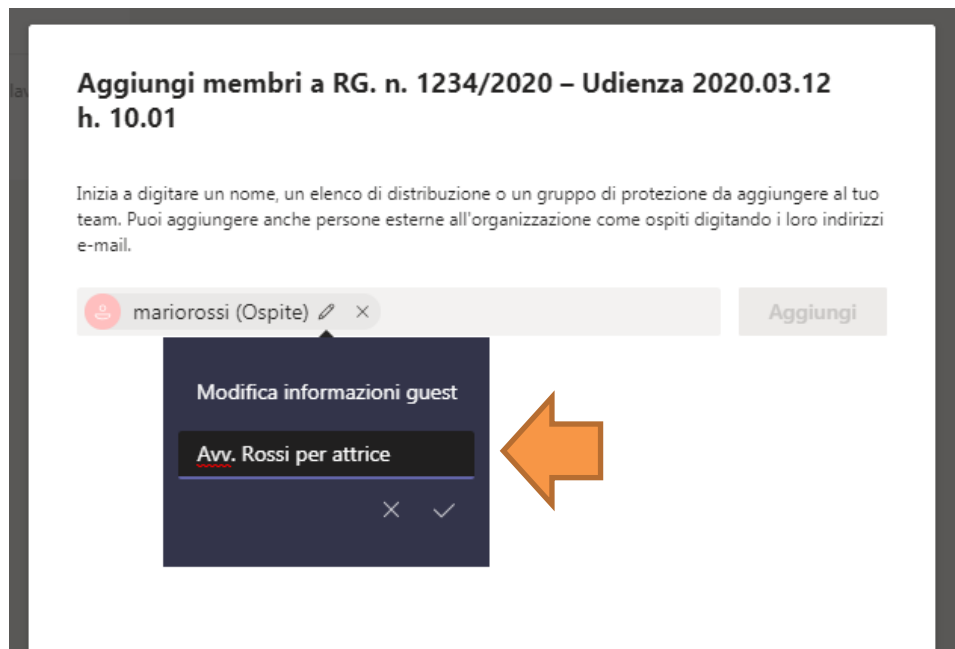 Aggiungi membri a RG. n. 1234/2020 – Udienza 2020.03.12
h. 10.01
Inizia a digitare un nome, un elenco di distribuzione o un gruppo di protezione da aggiungere al tuo
team. Puoi aggiungere anche persone esterne all'organizzazione come ospiti digitando i loro indirizzi
e-mail.
mariorossi (Ospite)
Aggiungi
Modifica informazioni guest
Avv. Rossi per attrice